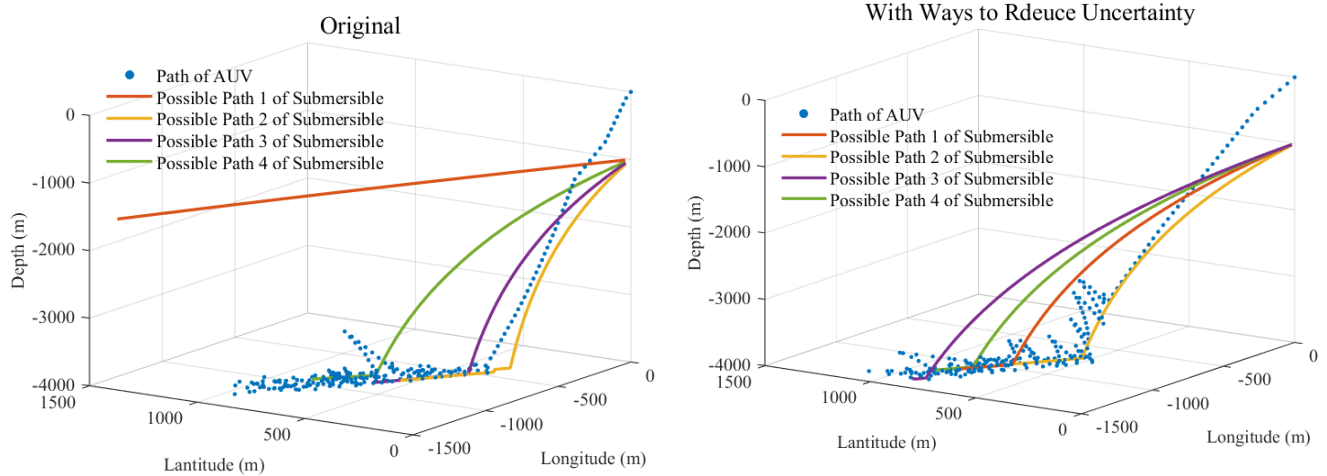 Original
Path of AUV
Possible Path 1 of Submersible
Possible Path 2 of Submersible
Possible Path 3 of Submersible
Possible Path 4 of Submersible
0
-1000
-2000
-3000
-4000
Depth (m)
1500
1000
500
0
Lantitude (m)
-1500
-1000
-500
0
Longitude (m)
With Ways to Rdeuce Uncertainty
Path of AUV
Possible Path 1 of Submersible
Possible Path 2 of Submersible
Possible Path 3 of Submersible
Possible Path 4 of Submersible
0
-1000
-2000
-3000
-4000
Depth (m)
1500
1000
500
0
Lantitude (m)
-1500
-1000
-500
0
Longitude (m)